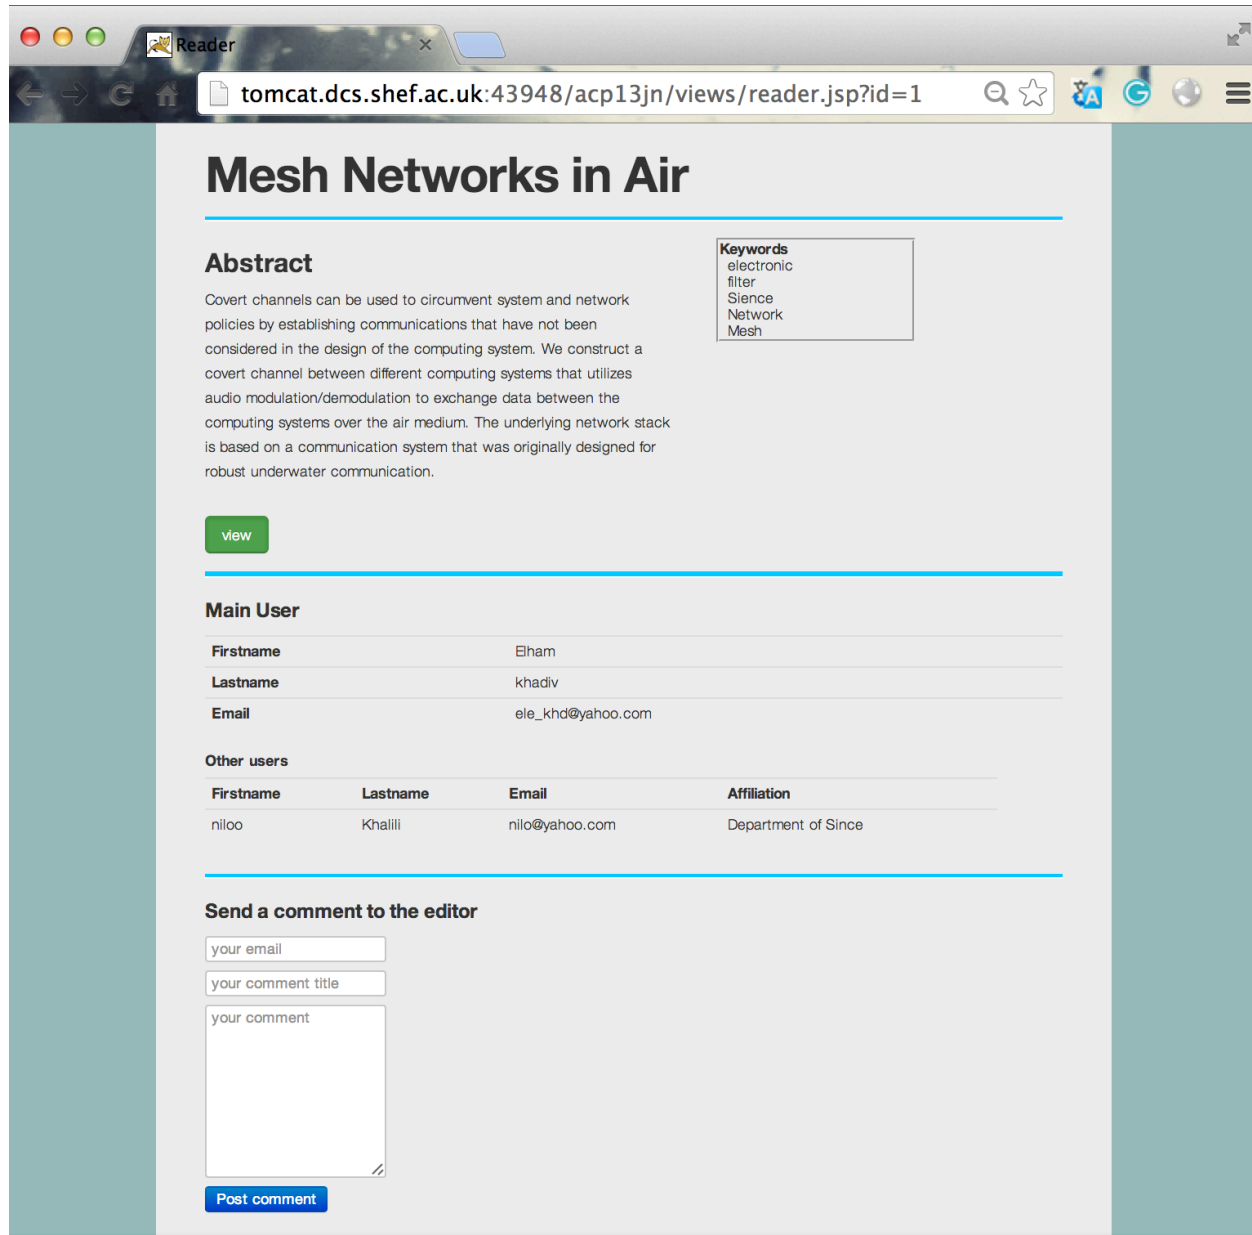 Reader
tomcat.dcs.shef.ac.uk:43948/acp13jn/views/reader.jsp?id=1
Mesh Networks in Air
Abstract
Covert channels can be used to circumvent system and network
policies by establishing communications that have not been
considered in the design of the computing system. We construct a
covert channel between different computing systems that utilizes
audio modulation/demodulation to exchange data between the
computing systems over the air medium. The underlying network stack
is based on a communication system that was originally designed for
robust underwater communication.
Keywords
electronic
filter
Sience
Network
Mesh
view
Main User
Firstname Elham
Lastname khadiv
Email ele_khd@yahoo.com
Other users
Firstname Lastname Email Affiliation
niloo Khalili nilo@yahoo.com Department of Since
Send a comment to the editor
your email
your comment title
your comment
Post comment